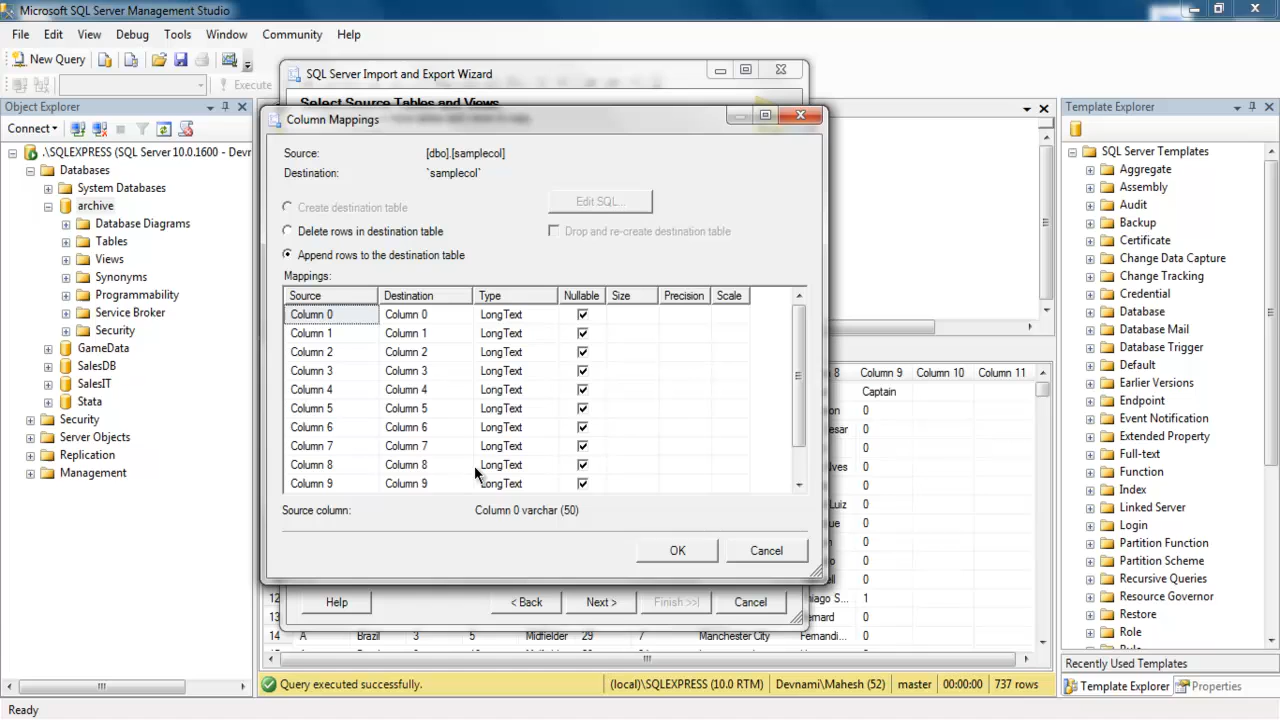 Microsoft SQL Server Management Studio
File Edit View Debug Tools Window Community Help
New Query
Execute
Object Explorer
Connect
.\SQLEXPRESS (SQL Server 10.0.1600 - Devr
Databases
System Databases
archive
Database Diagrams
Tables
Views
Synonyms
Programmability
Service Broker
Security
GameData
SalesDB
SalesIT
Stata
Security
Server Objects
Replication
Management
SQL Server Import and Export Wizard
Select Source Tables and Views
Column Mappings
Source: [dbo].[samplecol]
Destination: `samplecol`
Create destination table Edit SQL...
Delete rows in destination table Drop and re-create destination table
Append rows to the destination table
Mappings:
Source Destination Type Nullable Size Precision Scale
Column 0 Column 0 LongText
Column 1 Column 1 LongText
Column 2 Column 2 LongText
Column 3 Column 3 LongText
Column 4 Column 4 LongText
Column 5 Column 5 LongText
Column 6 Column 6 LongText
Column 7 Column 7 LongText
Column 8 Column 8 LongText
Column 9 Column 9 LongText
Source column: Column 0 varchar (50)
OK Cancel
Help < Back Next > Finish >>| Cancel
8 Column 9 Column 10 Column 11
Captain
0
0
0
0
0
0
0
0
0
0
0
1
0
12
13
14 A Brazil 3 5 Midfielder 29 7 Manchester City Fernandi... 0
Query executed successfully. (local)\SQLEXPRESS (10.0 RTM) Devnami\Mahesh (52) master 00:00:00 737 rows
Template Explorer
SQL Server Templates
Aggregate
Assembly
Audit
Backup
Certificate
Change Data Capture
Change Tracking
Credential
Database
Database Mail
Database Trigger
Default
Earlier Versions
Endpoint
Event Notification
Extended Property
Full-text
Function
Index
Linked Server
Login
Partition Function
Partition Scheme
Recursive Queries
Resource Governor
Restore
Role
Rule
Recently Used Templates
Template Explorer Properties
Ready